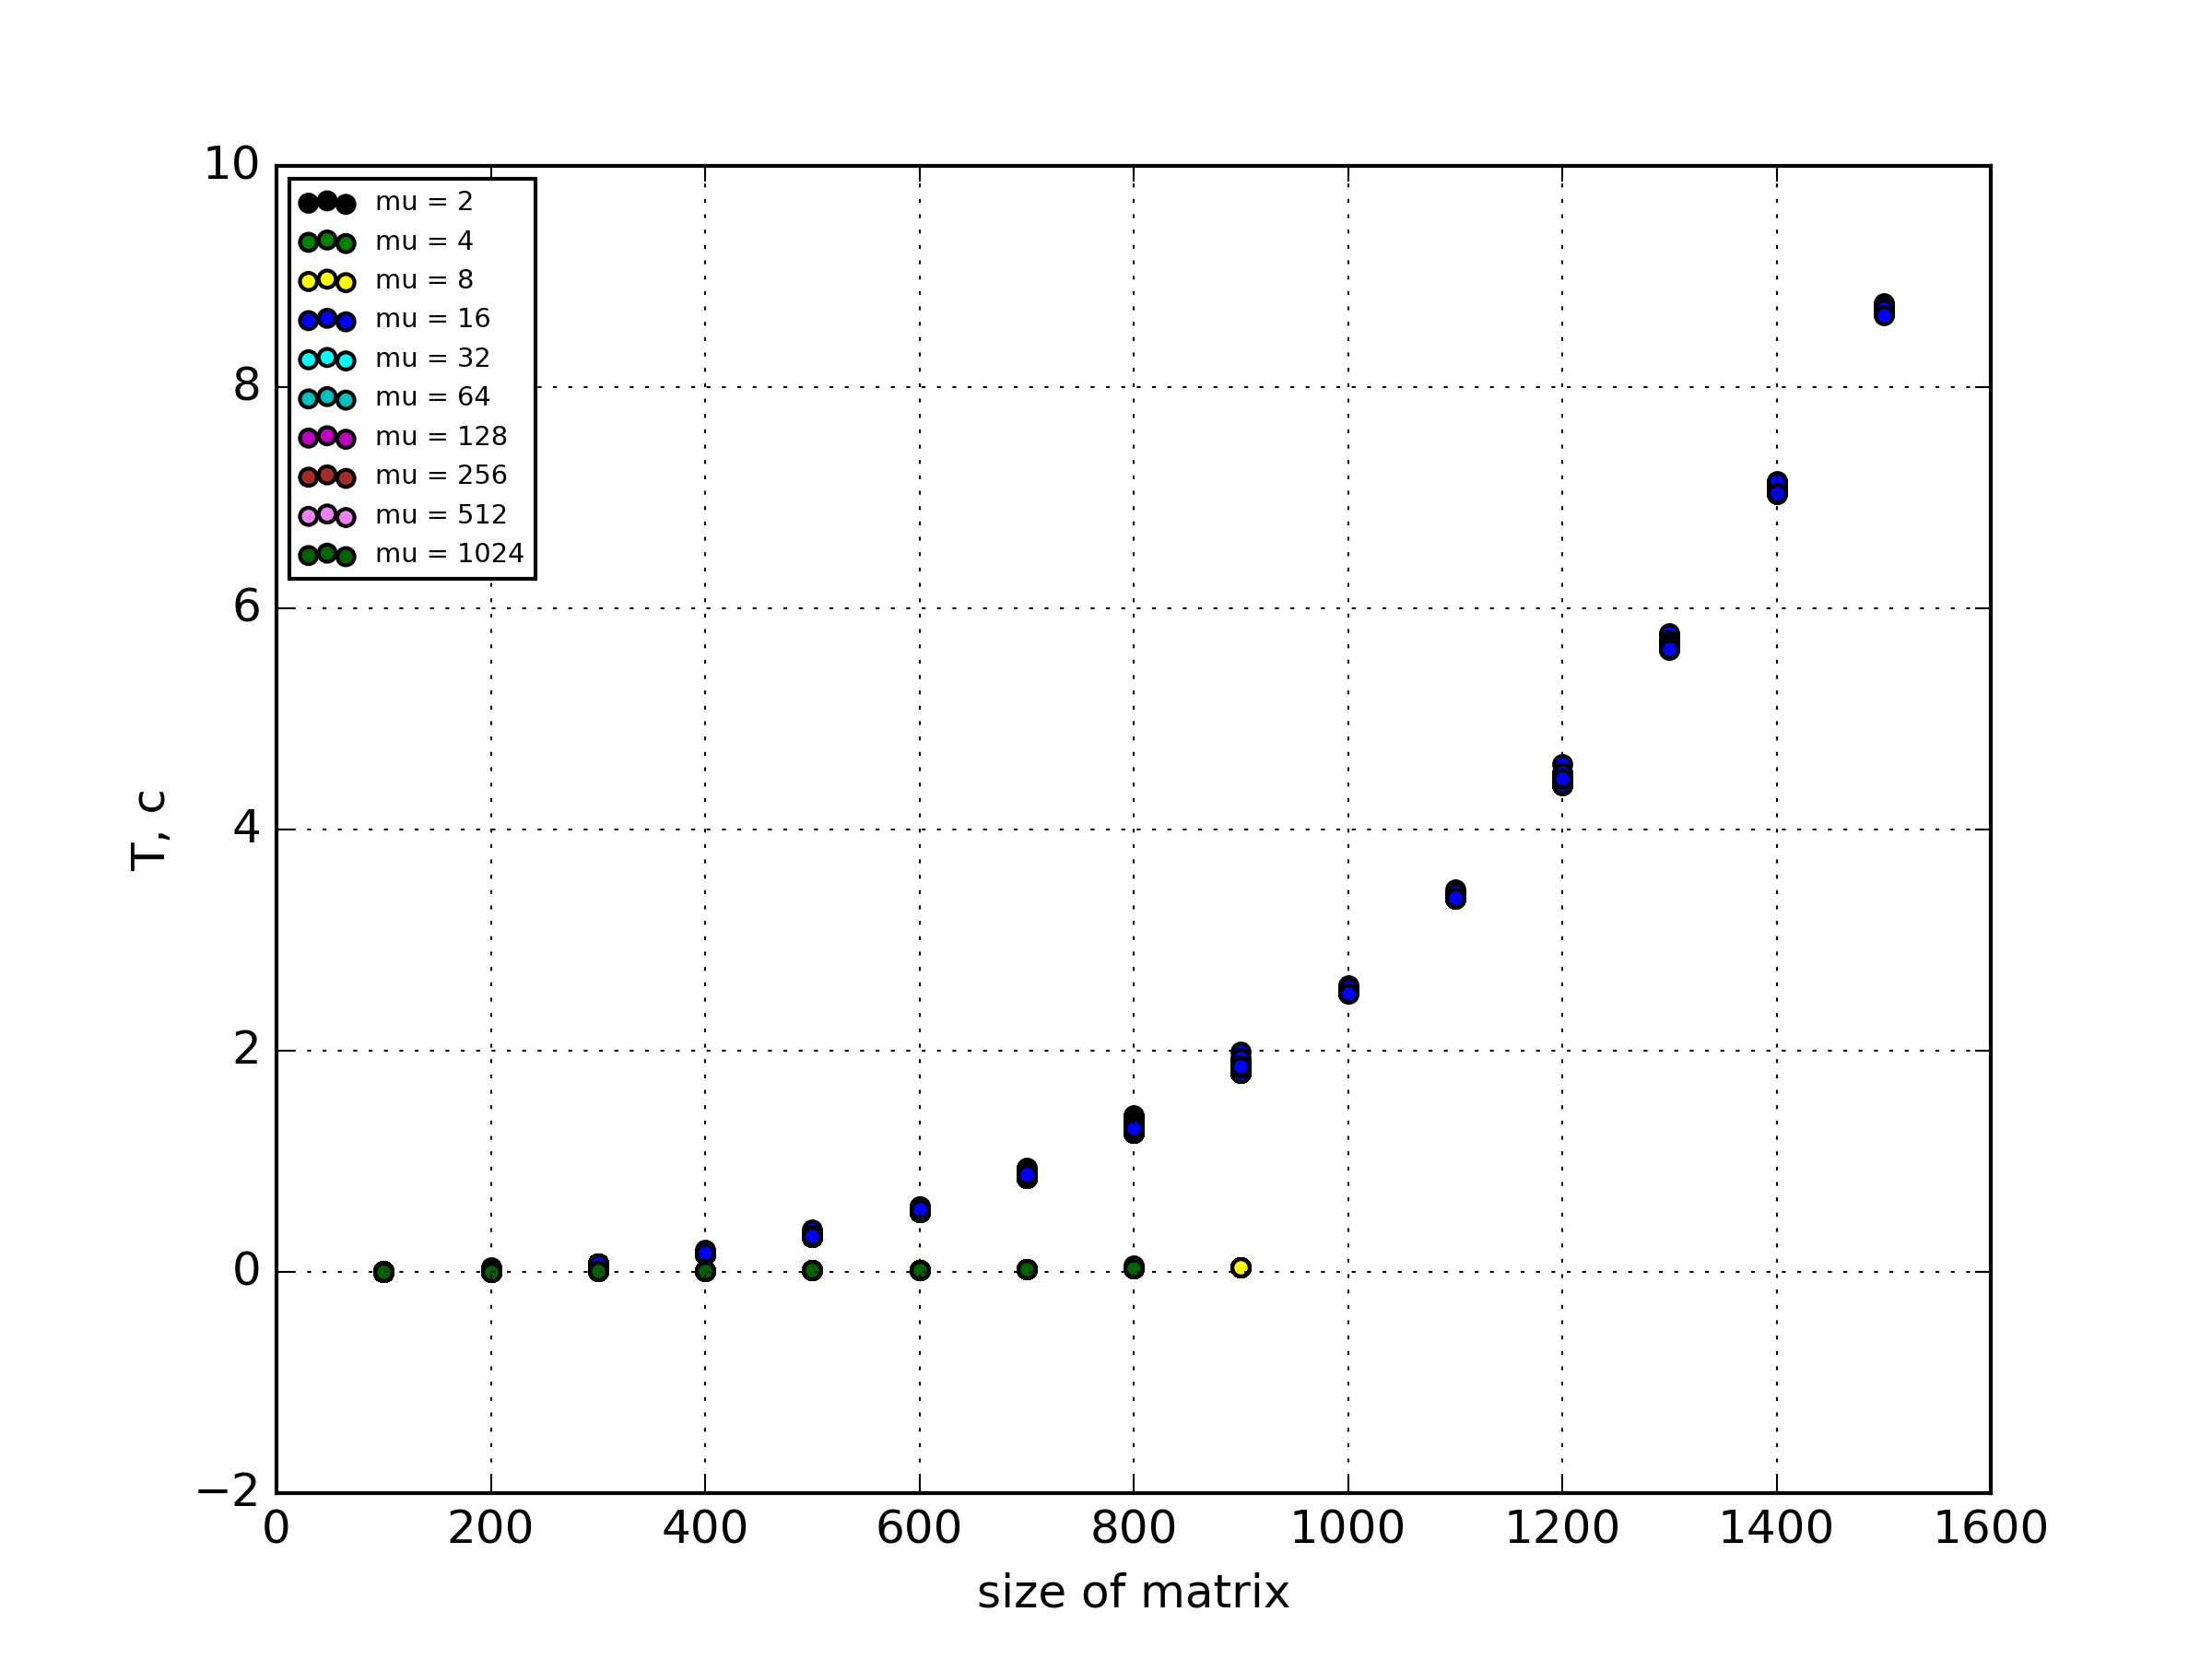 10
8
6
4
2
0
−2
T, c
mu = 2
mu = 4
mu = 8
mu = 16
mu = 32
mu = 64
mu = 128
mu = 256
mu = 512
mu = 1024
0 200 400 600 800 1000 1200 1400 1600
size of matrix